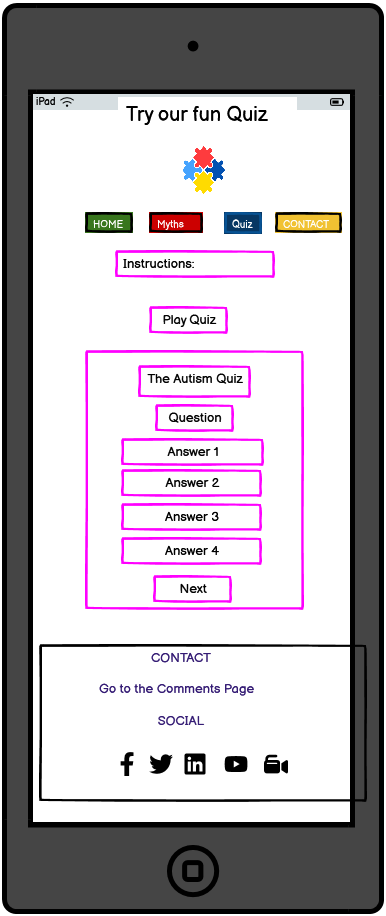 iPad
Try our fun Quiz
HOME Myths Quiz CONTACT
Instructions:
Play Quiz
The Autism Quiz
Question
Answer 1
Answer 2
Answer 3
Answer 4
Next
CONTACT
Go to the Comments Page
SOCIAL